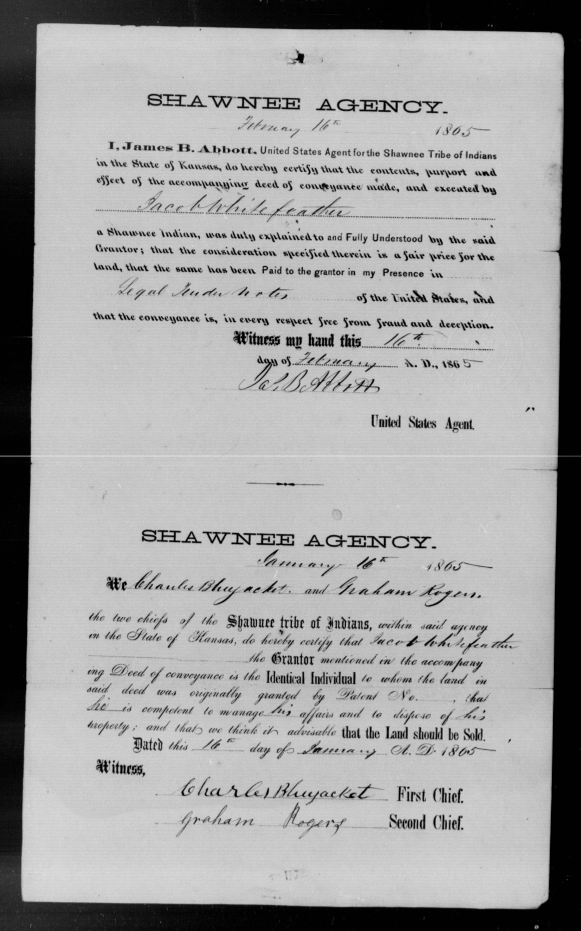 SHAWNEE AGENCY.
February 16th 1865
I, James B. Abbott, United States Agent for the Shawnee Tribe of Indians
in the State of Kansas, do hereby certify that the contents, purport and
effect of the accompanying deed of conveyance made, and executed by
Jacob Whitefeather
a Shawnee Indian, was duly explained to and Fully Understood by the said
Grantor; that the consideration specified therein is a fair price for the
land, that the same has been Paid to the grantor in my Presence in
Legal Tender Notes of the United States, and
that the conveyance is, in every respect free from fraud and deception.
Witness my hand this 16th
day of February A. D., 1865
Jas. B. Abbott
United States Agent.
SHAWNEE AGENCY.
January 16th 1865
We Charles Bluejacket. and Graham Rogers.
the two chiefs of the Shawnee tribe of Indians, within said agency
in the State of Kansas, do hereby certify that Jacob Whitefeather
the Grantor mentioned in the accompany
ing Deed of conveyance is the Identical Individual to whom the land in
said deed was originally granted by Patent No. , that
he is competent to manage his affairs and to dispose of his
property; and that we think it advisable that the Land should be Sold.
Dated this 16th day of January A. D. 1865
Witness,
Charles Bluejacket First Chief.
Graham Rogers Second Chief.